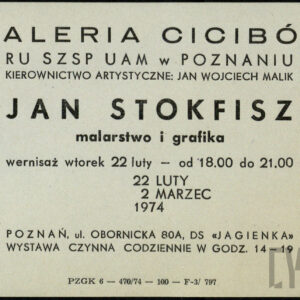 ALERIA CICIBÓ
RU SZSP UAM w POZNANIU
KIEROWNICTWO ARTYSTYCZNE: JAN WOJCIECH MALIK
JAN STOKFISZ
malarstwo i grafika
wernisaż wtorek 22 luty — od 18.00 do 21.00
22 LUTY
2 MARZEC
1974
POZNAŃ, ul. OBORNICKA 80A, DS «JAGIENKA»
WYSTAWA CZYNNA CODZIENNIE W GODZ. 14—19
PZGK 6 — 470/74 — 100 — F-3/ 797